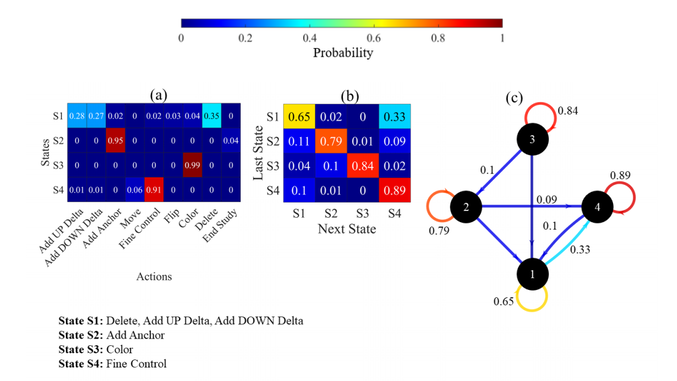 0 0.2 0.4 0.6 0.8 1
Probability
(a)
States
S1 0.28 0.27 0.02 0 0.02 0.03 0.04 0.35 0
S2 0 0 0.95 0 0 0 0 0 0.04
S3 0 0 0 0 0 0 0.99 0 0
S4 0.01 0.01 0 0.06 0.91 0 0 0 0
Add UP Delta
Add DOWN Delta
Add Anchor
Move
Fine Control
Flip
Color
Delete
End Study
Actions
(b)
Last State
S1 0.65 0.02 0 0.33
S2 0.11 0.79 0.01 0.09
S3 0.04 0.1 0.84 0.02
S4 0.1 0.01 0 0.89
S1 S2 S3 S4
Next State
(c)
0.84
3
0.1
0.89
2
0.09
4
0.79
0.1
0.33
1
0.65
State S1: Delete, Add UP Delta, Add DOWN Delta
State S2: Add Anchor
State S3: Color
State S4: Fine Control